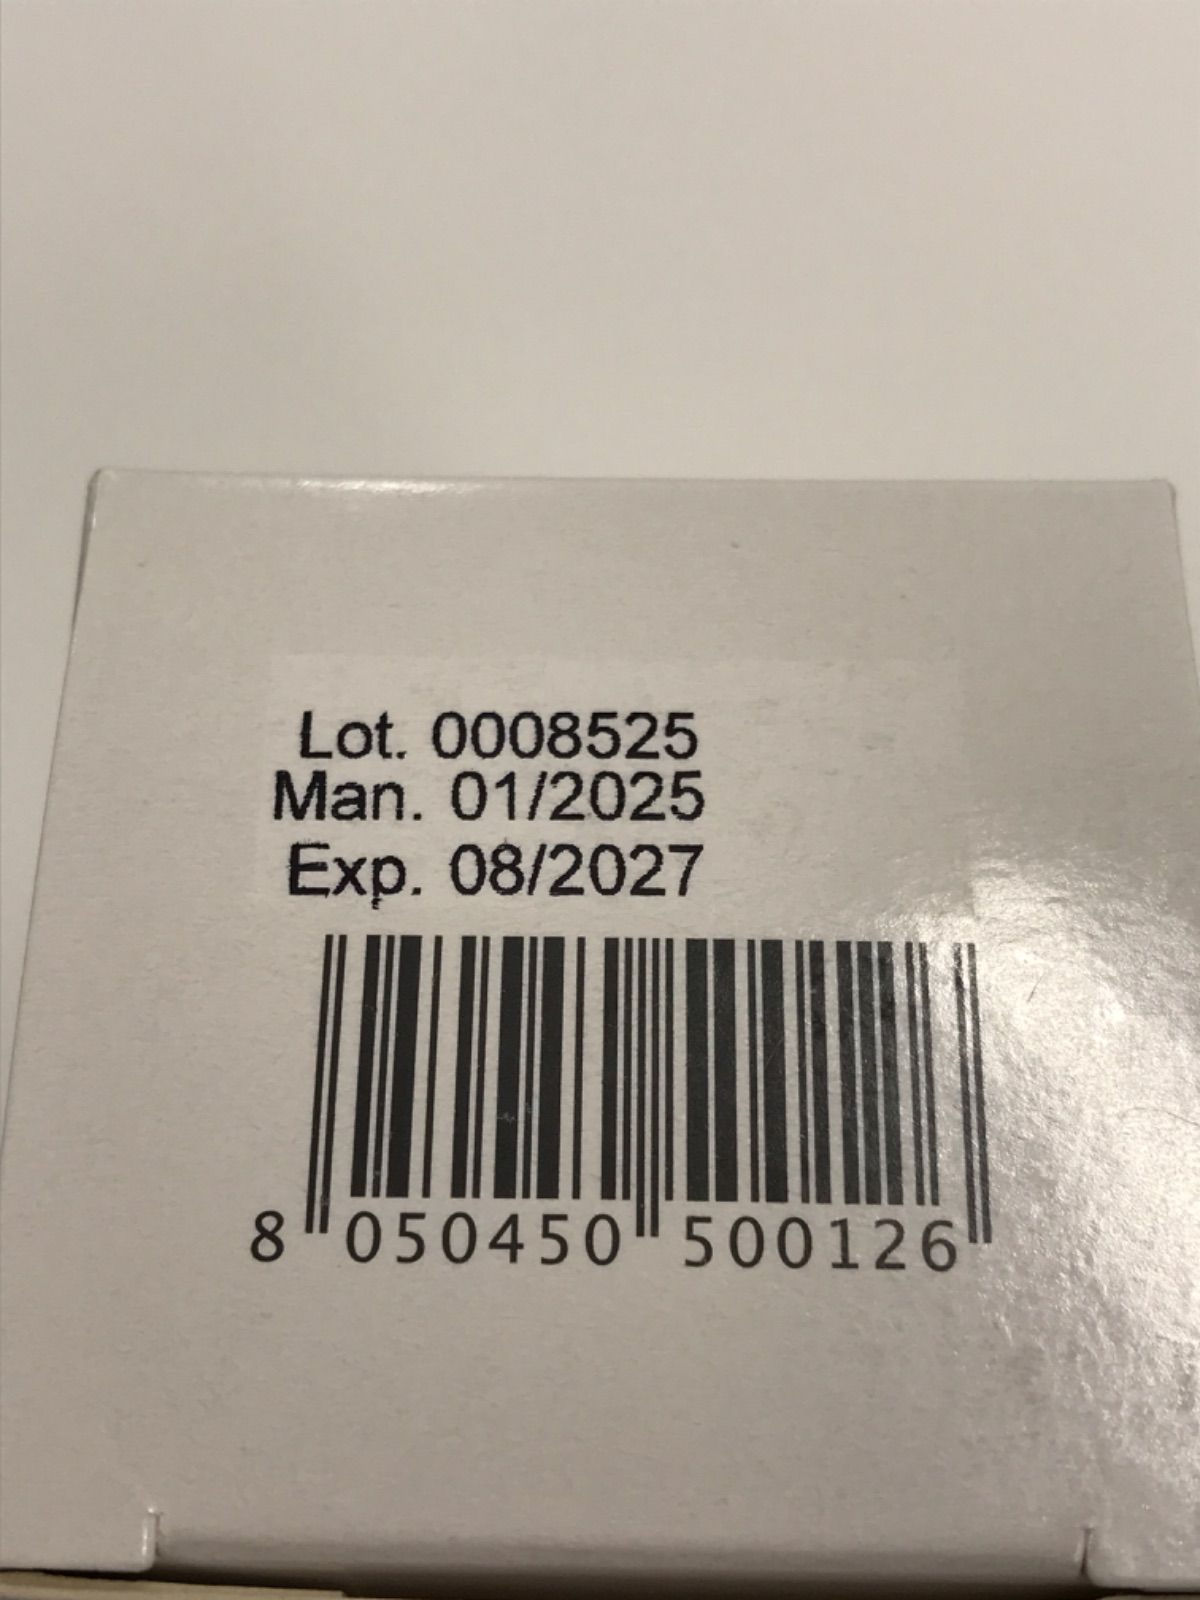 Lot. 0008525
Man. 01/2025
Exp. 08/2027
8 050450 500126